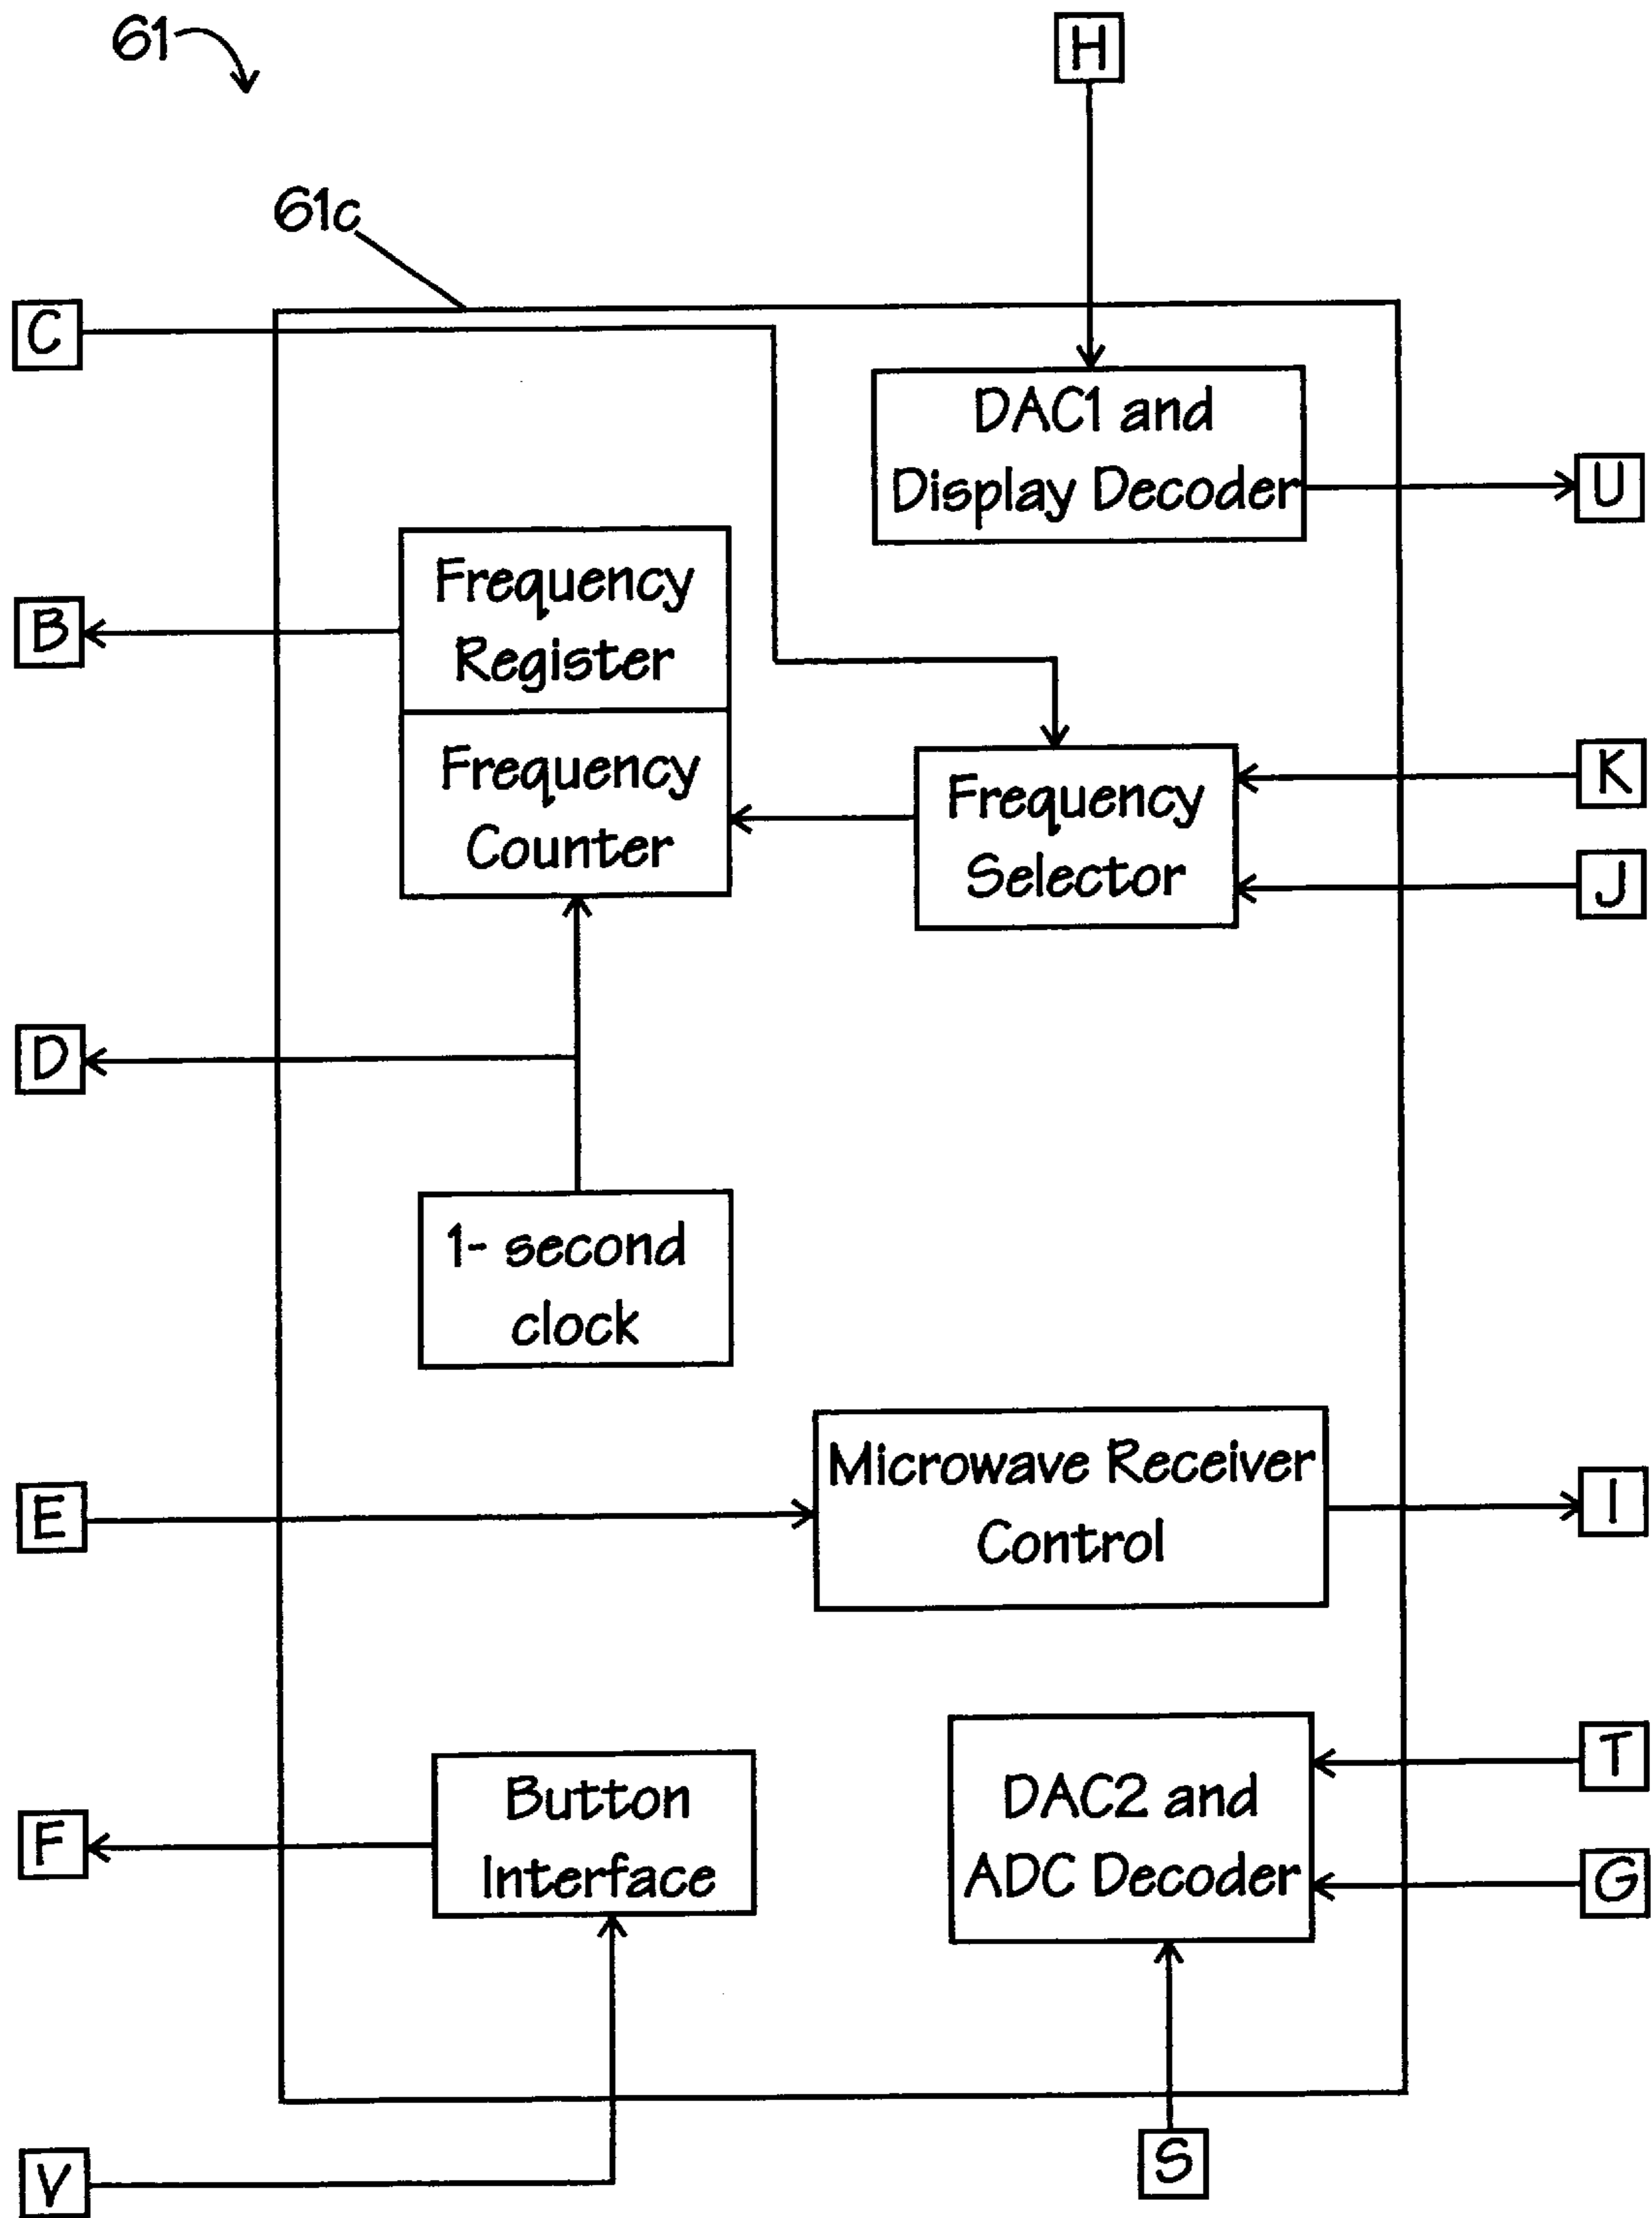 61
H
61c
C
DAC1 and
Display Decoder
U
Frequency
Register
B
Frequency
Counter
Frequency
Selector
K
J
D
1- second
clock
Microwave Receiver
Control
E
I
Button
Interface
F
DAC2 and
ADC Decoder
T
G
V
S